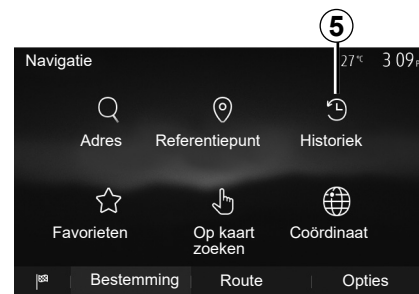 5
Navigatie 27°C 3 09
Adres Referentiepunt Historiek
Favorieten Op kaart Coördinaat
zoeken
Bestemming Route Opties